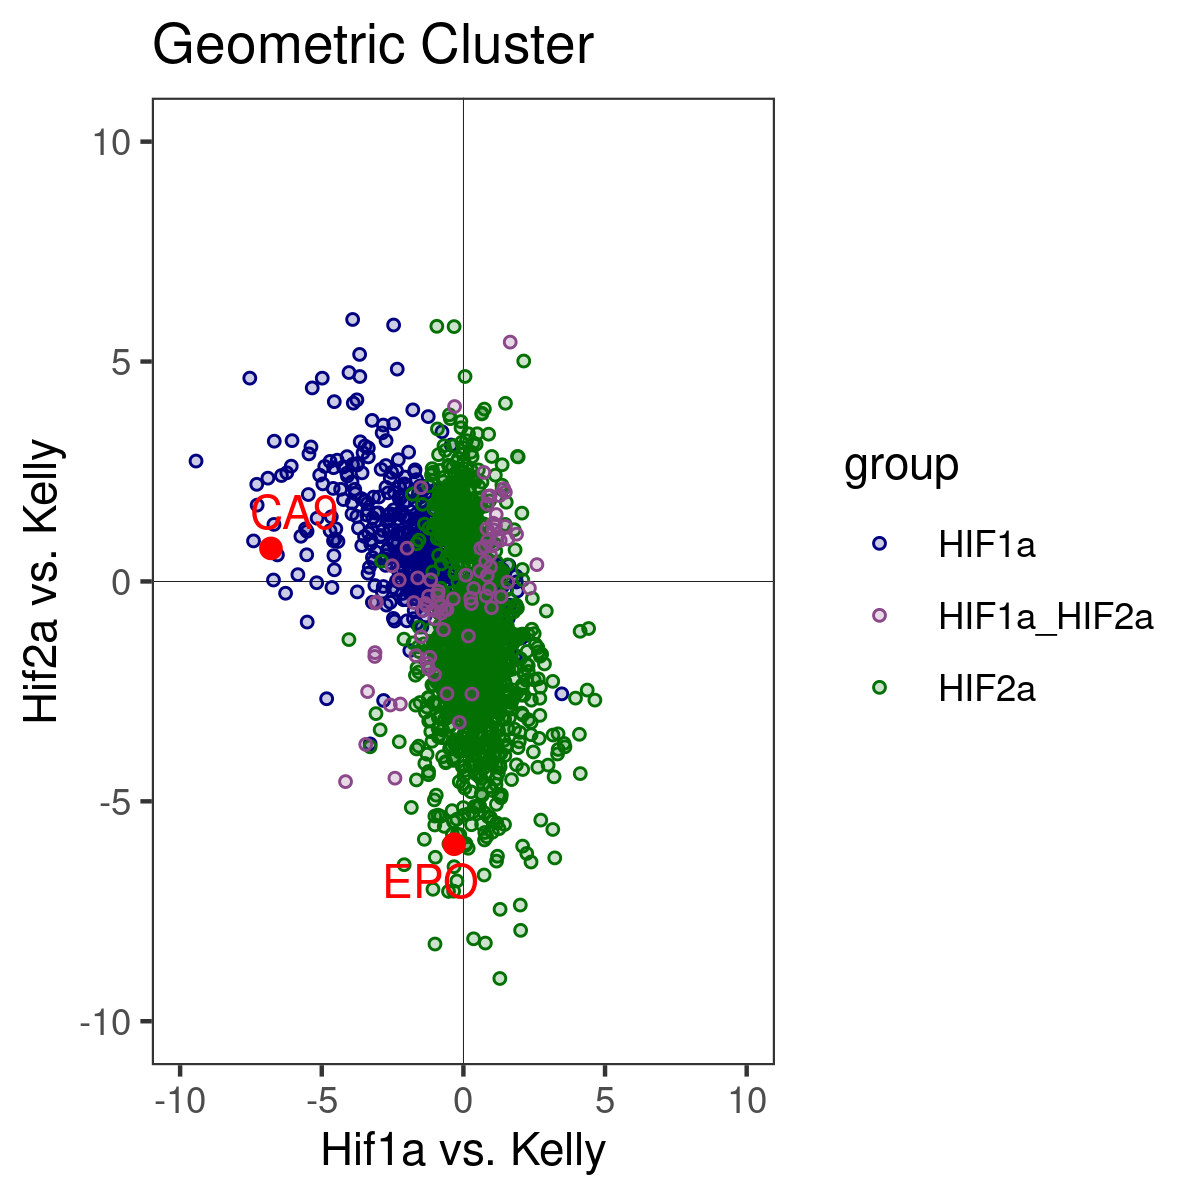 Geometric Cluster
10
5
0
-5
-10
-10
-5
0
5
10
Hif1a vs. Kelly
Hif2a vs. Kelly
CA9
EPO
group
HIF1a
HIF1a_HIF2a
HIF2a